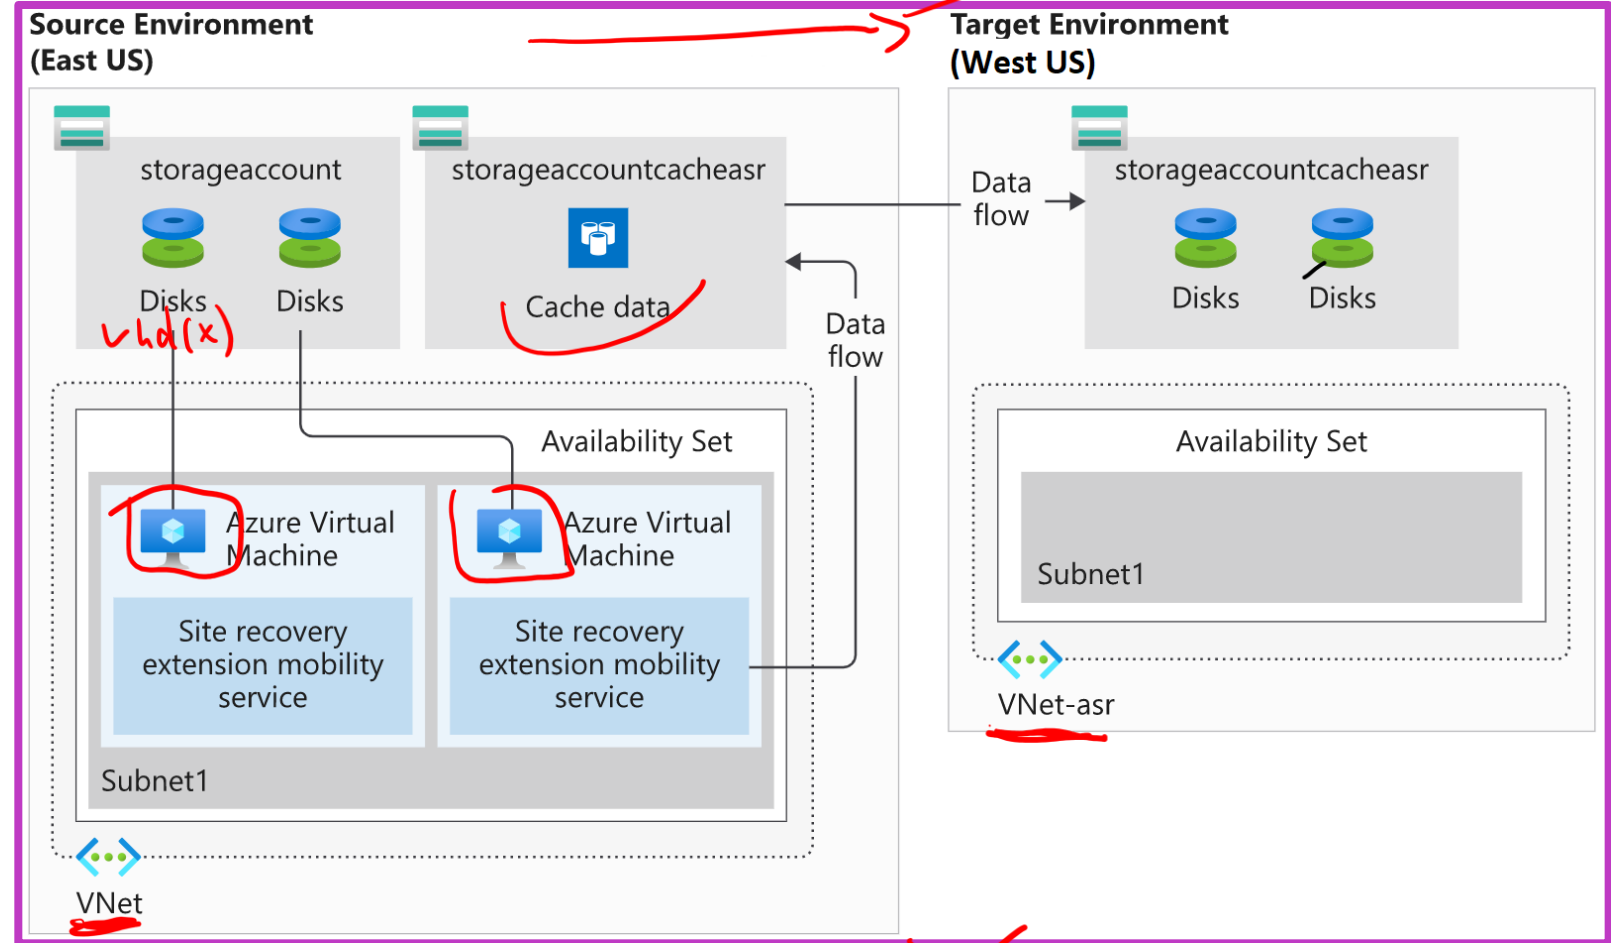 Source Environment
(East US)
Target Environment
(West US)
storageaccount
Disks
Disks
vhd(x)
storageaccountcacheasr
Cache data
Data
flow
Data
flow
storageaccountcacheasr
Disks
Disks
Availability Set
Azure Virtual
Machine
Site recovery
extension mobility
service
Azure Virtual
Machine
Site recovery
extension mobility
service
Subnet1
VNet
Availability Set
Subnet1
VNet-asr